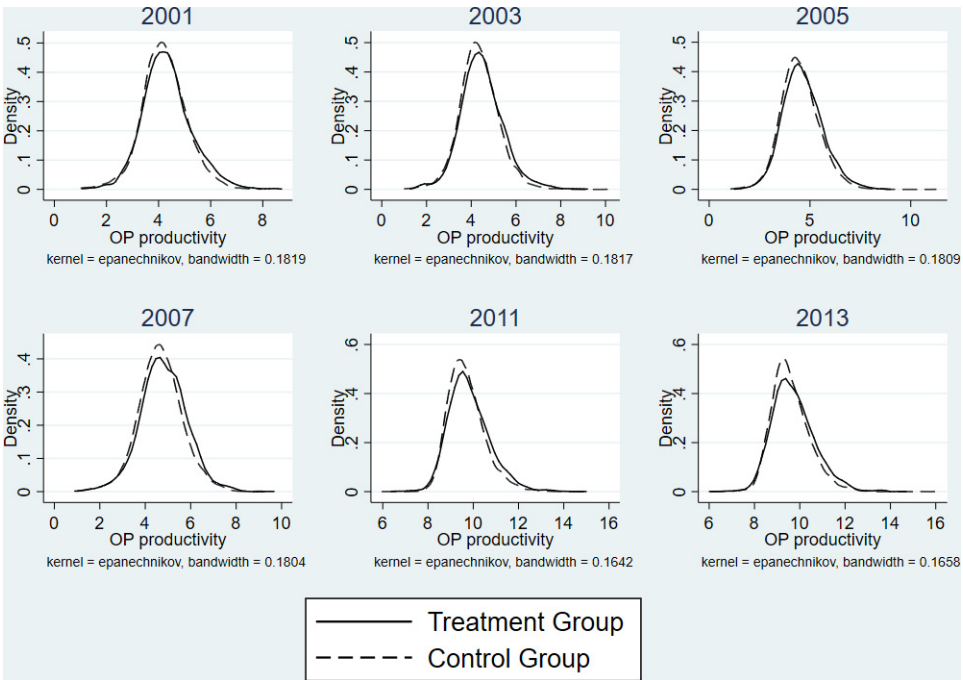 2001
Density
0 .1 .2 .3 .4 .5
0 2 4 6 8
OP productivity
kernel = epanechnikov, bandwidth = 0.1819
2003
Density
0 .1 .2 .3 .4 .5
0 2 4 6 8 10
OP productivity
kernel = epanechnikov, bandwidth = 0.1817
2005
Density
0 .1 .2 .3 .4 .5
0 5 10
OP productivity
kernel = epanechnikov, bandwidth = 0.1809
2007
Density
0 .1 .2 .3 .4
0 2 4 6 8 10
OP productivity
kernel = epanechnikov, bandwidth = 0.1804
2011
Density
0 .2 .4 .6
6 8 10 12 14 16
OP productivity
kernel = epanechnikov, bandwidth = 0.1642
2013
Density
0 .2 .4 .6
6 8 10 12 14 16
OP productivity
kernel = epanechnikov, bandwidth = 0.1658
Treatment Group
Control Group